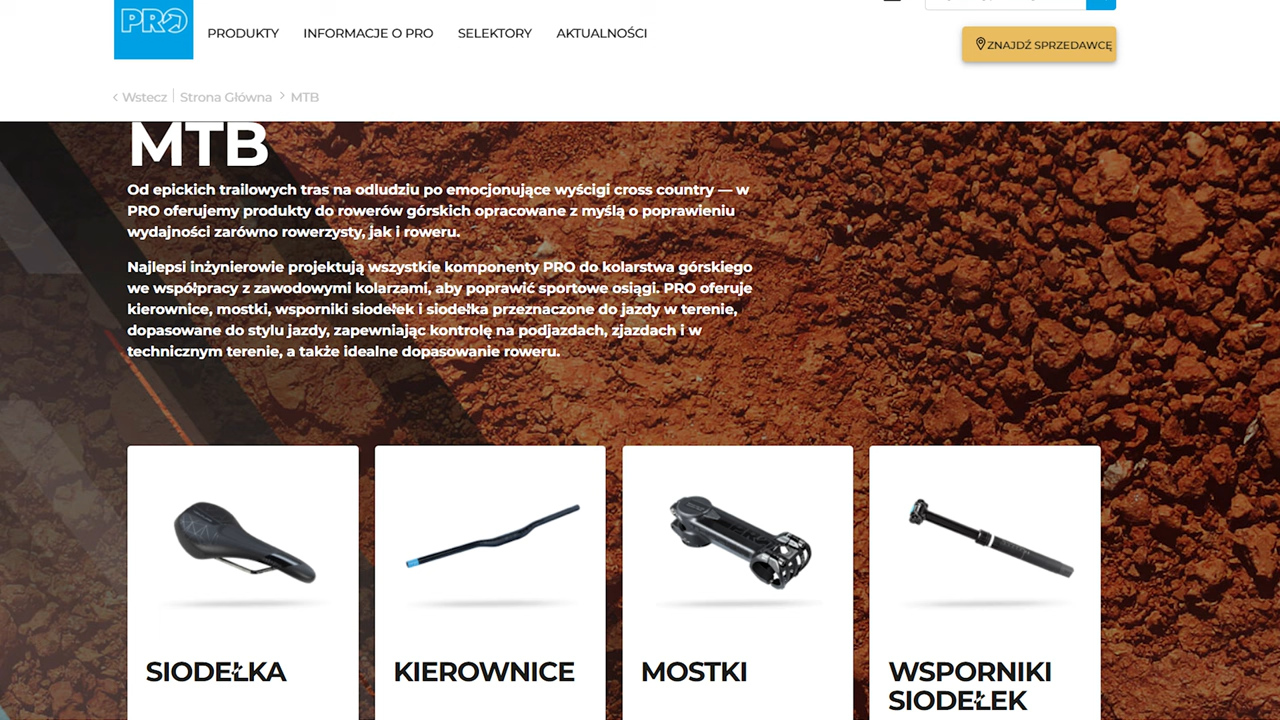 PRO
PRODUKTY INFORMACJE O PRO SELEKTORY AKTUALNOŚCI
ZNAJDŹ SPRZEDAWCĘ
Wstecz Strona Główna MTB
MTB
Od epickich trailowych tras na odludziu po emocjonujące wyścigi cross country — w
PRO oferujemy produkty do rowerów górskich opracowane z myślą o poprawieniu
wydajności zarówno rowerzysty, jak i roweru.
Najlepsi inżynierowie projektują wszystkie komponenty PRO do kolarstwa górskiego
we współpracy z zawodowymi kolarzami, aby poprawić sportowe osiągi. PRO oferuje
kierownice, mostki, wsporniki siodełek i siodełka przeznaczone do jazdy w terenie,
dopasowane do stylu jazdy, zapewniając kontrolę na podjazdach, zjazdach i w
technicznym terenie, a także idealne dopasowanie roweru.
SIODEŁKA
KIEROWNICE
MOSTKI
WSPORNIKI
SIODEŁEK